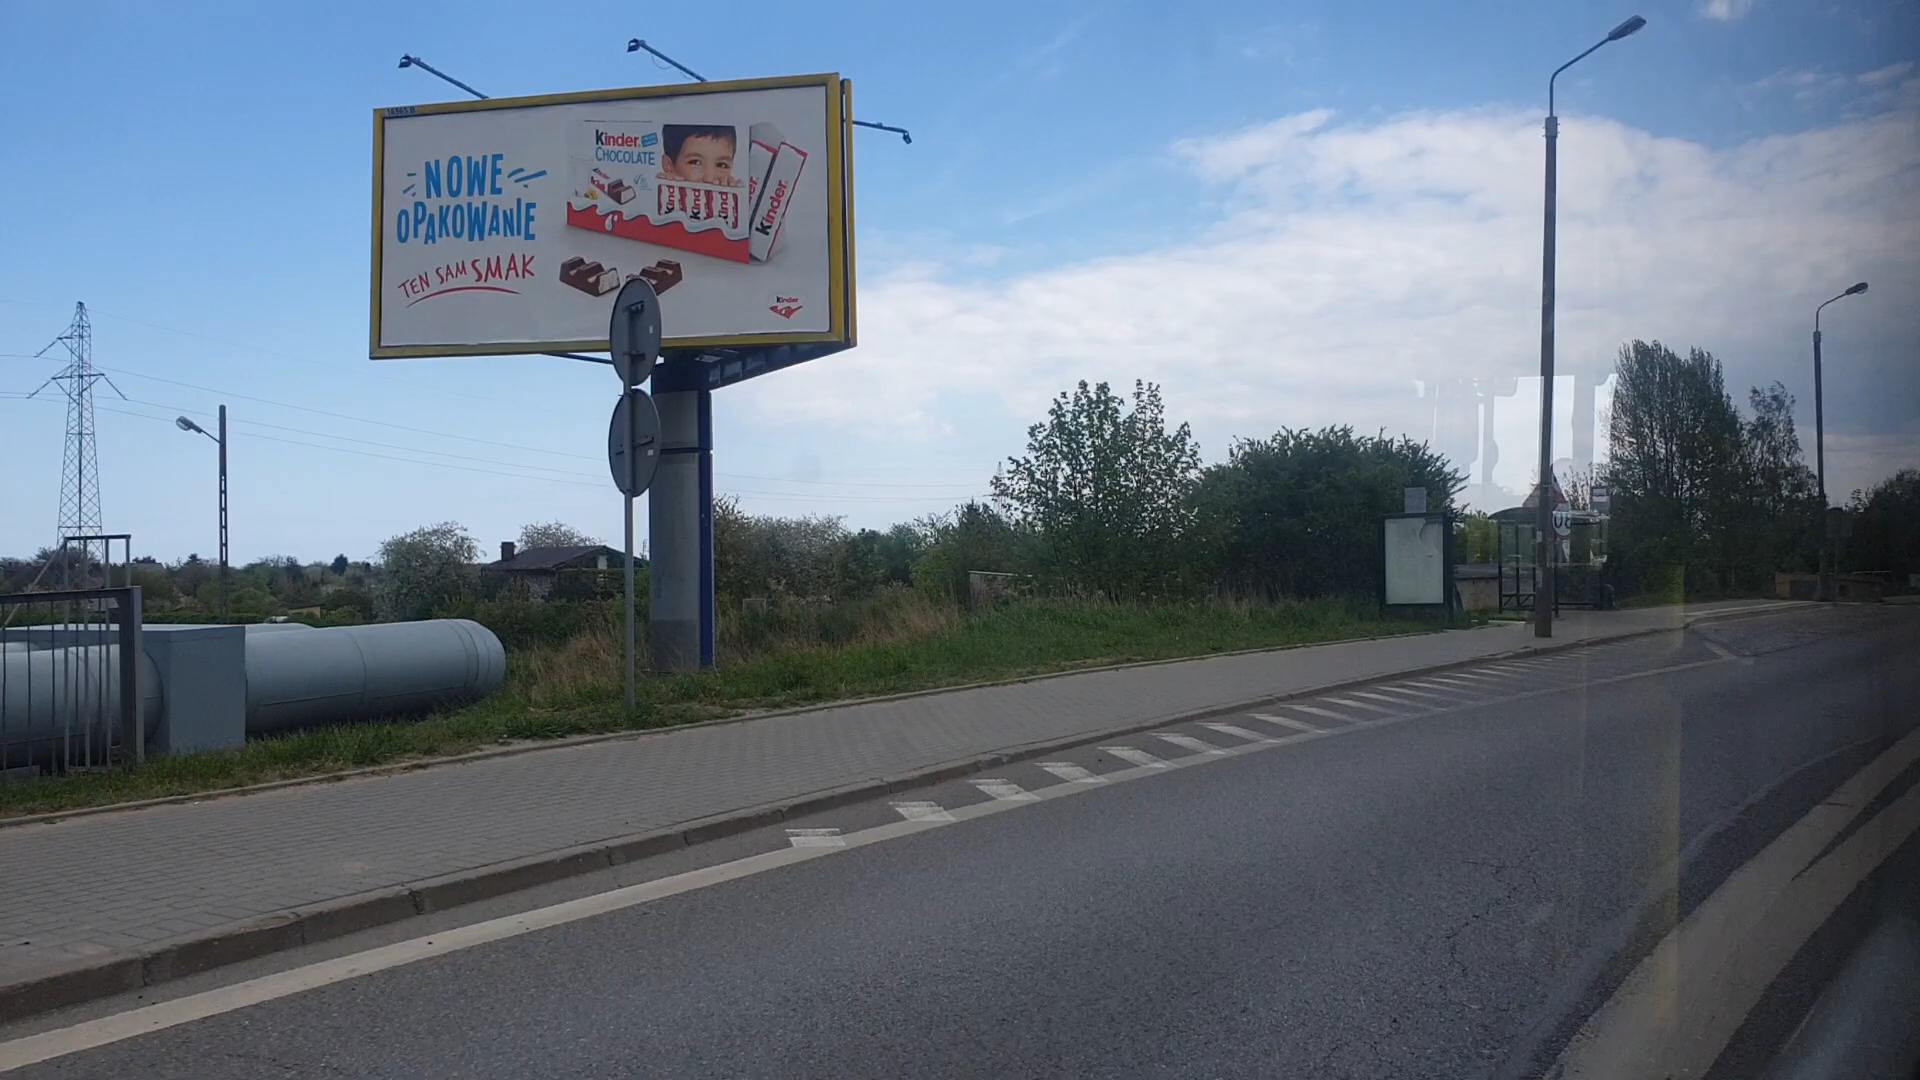 NOWE
OPAKOWANIE
TEN SAM SMAK
Kinder
CHOCOLATE
Kinder
Kinder